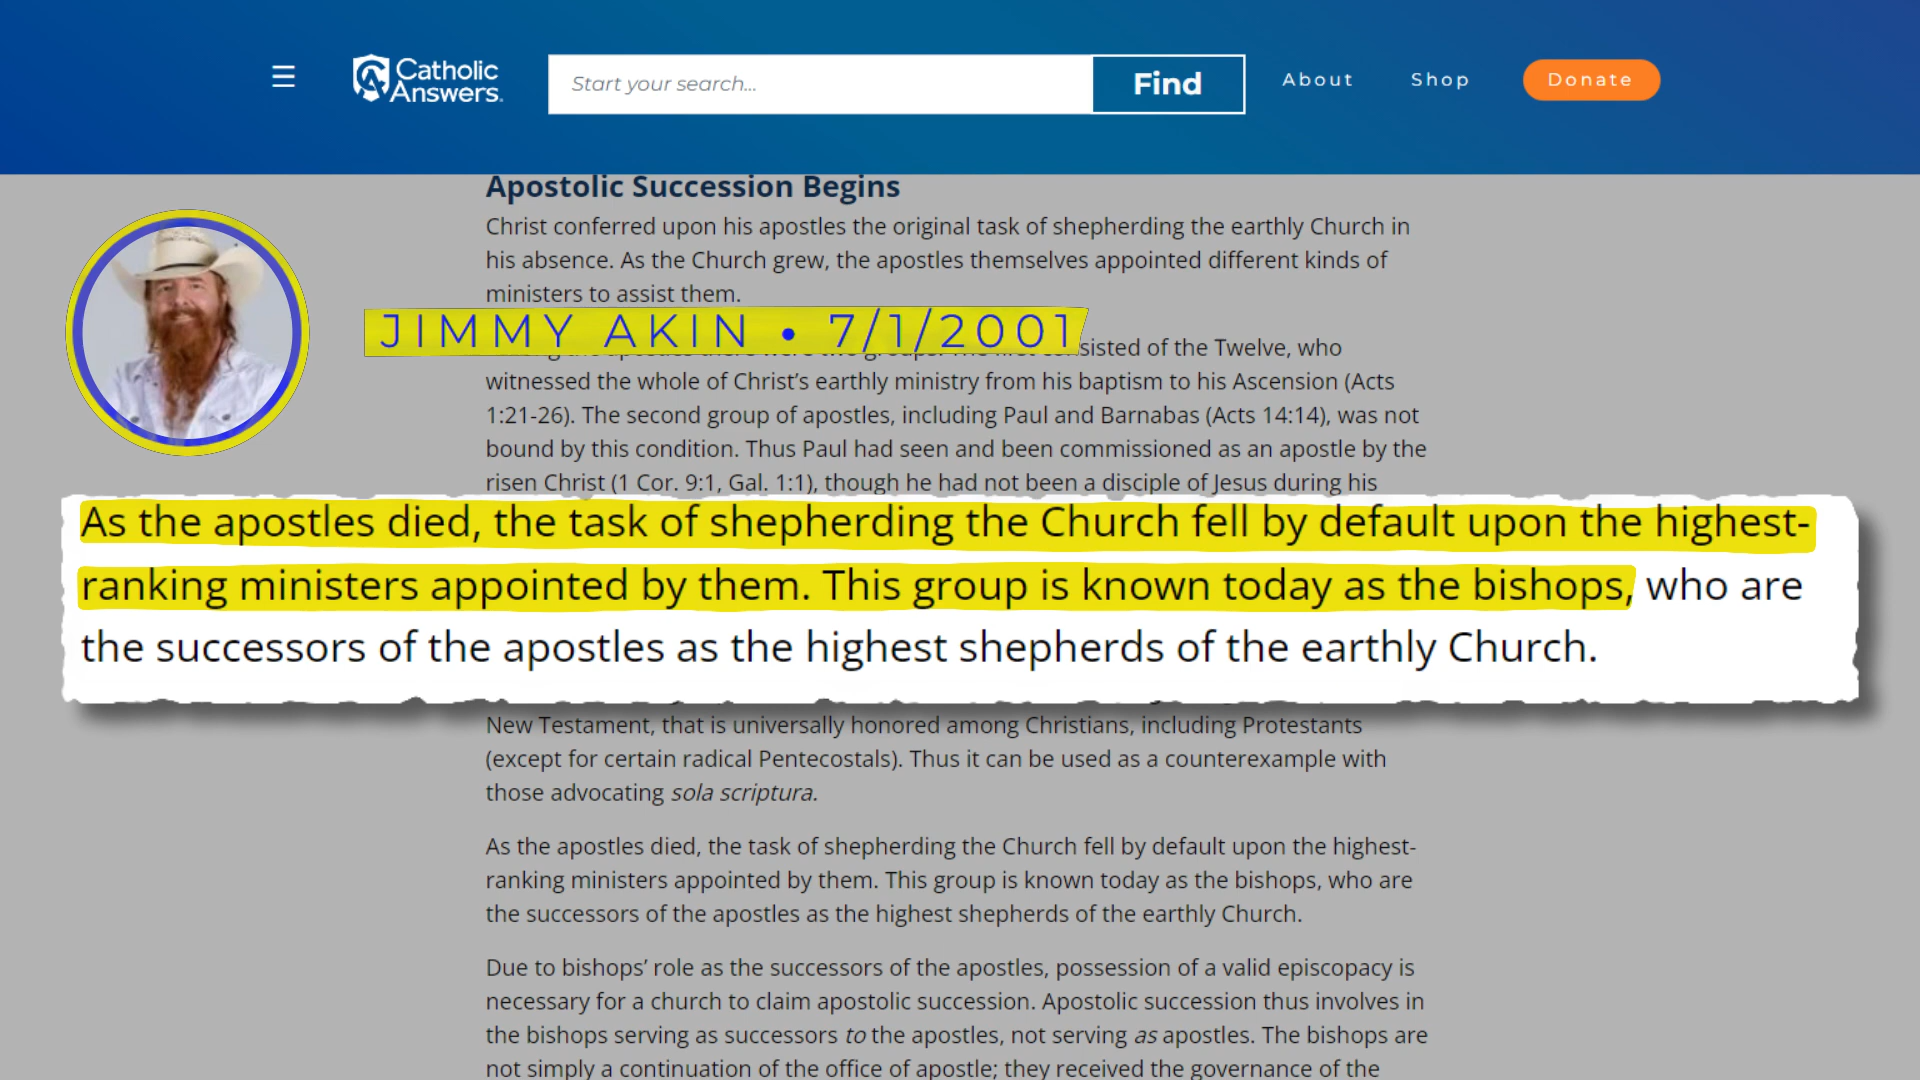 Catholic
Answers.
Start your search...
Find
About
Shop
Donate
Apostolic Succession Begins
Christ conferred upon his apostles the original task of shepherding the earthly Church in
his absence. As the Church grew, the apostles themselves appointed different kinds of
ministers to assist them.
JIMMY AKIN • 7/1/2001
sisted of the Twelve, who
witnessed the whole of Christ's earthly ministry from his baptism to his Ascension (Acts
1:21-26). The second group of apostles, including Paul and Barnabas (Acts 14:14), was not
bound by this condition. Thus Paul had seen and been commissioned as an apostle by the
risen Christ (1 Cor. 9:1, Gal. 1:1), though he had not been a disciple of Jesus during his
As the apostles died, the task of shepherding the Church fell by default upon the highest-
ranking ministers appointed by them. This group is known today as the bishops, who are
the successors of the apostles as the highest shepherds of the earthly Church.
New Testament, that is universally honored among Christians, including Protestants
(except for certain radical Pentecostals). Thus it can be used as a counterexample with
those advocating sola scriptura.
As the apostles died, the task of shepherding the Church fell by default upon the highest-
ranking ministers appointed by them. This group is known today as the bishops, who are
the successors of the apostles as the highest shepherds of the earthly Church.
Due to bishops' role as the successors of the apostles, possession of a valid episcopacy is
necessary for a church to claim apostolic succession. Apostolic succession thus involves in
the bishops serving as successors to the apostles, not serving as apostles. The bishops are
not simply a continuation of the office of apostle; they received the governance of the